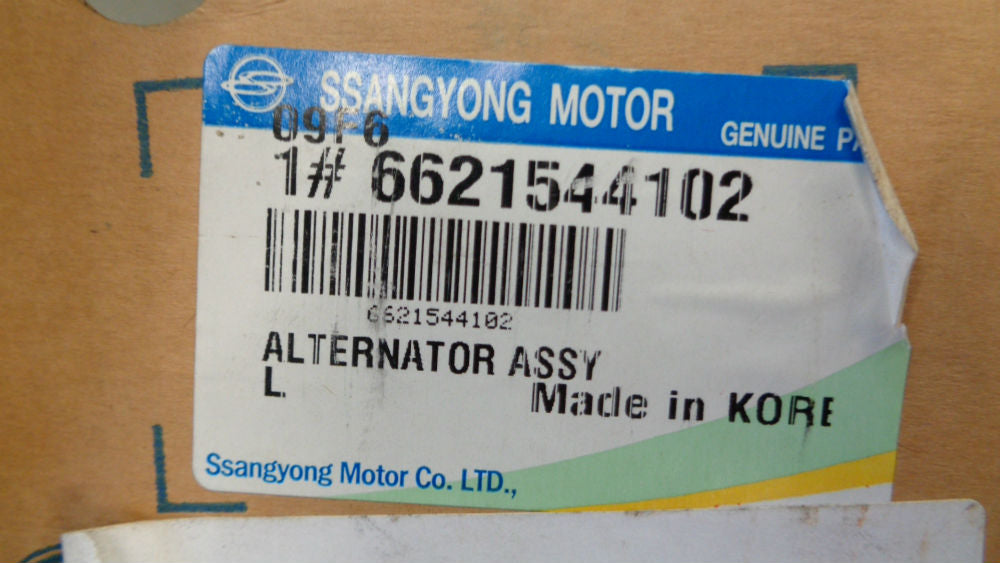 SSANGYONG MOTOR
GENUINE PA
09F6
1# 6621544102
6621544102
ALTERNATOR ASSY
L
Made in KORE
Ssangyong Motor Co. LTD.,